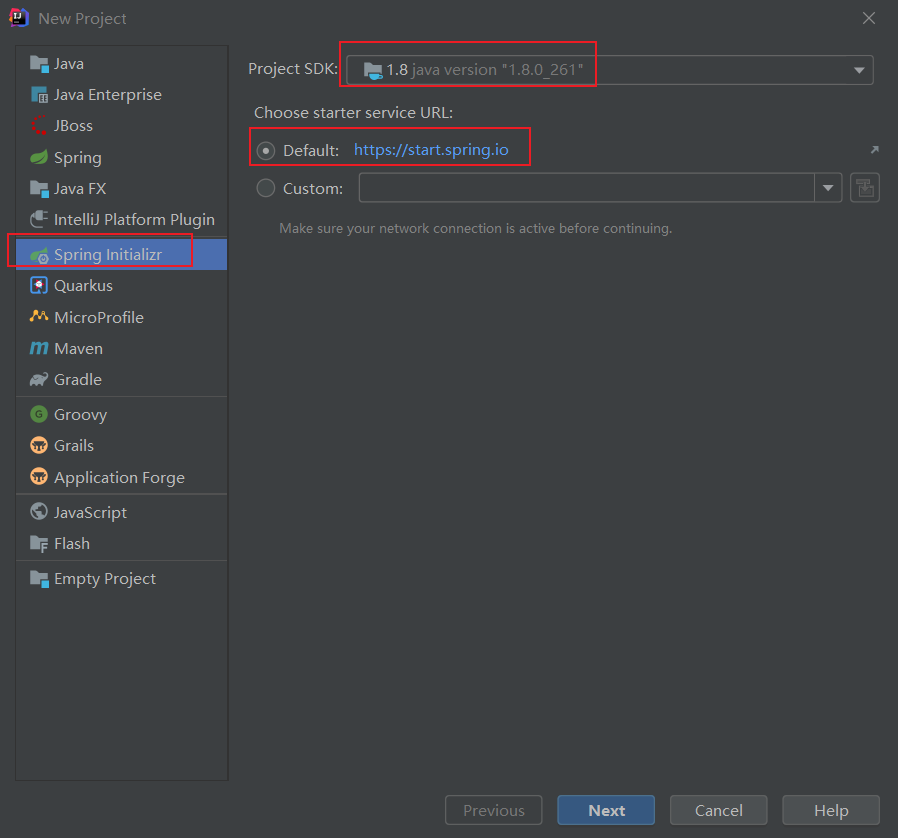 New Project
Java
Java Enterprise
JBoss
Spring
Java FX
IntelliJ Platform Plugin
Spring Initializr
Quarkus
MicroProfile
Maven
Gradle
Groovy
Grails
Application Forge
JavaScript
Flash
Empty Project
Project SDK: 1.8 java version "1.8.0_261"
Choose starter service URL:
Default: https://start.spring.io
Custom:
Make sure your network connection is active before continuing.
Previous Next Cancel Help